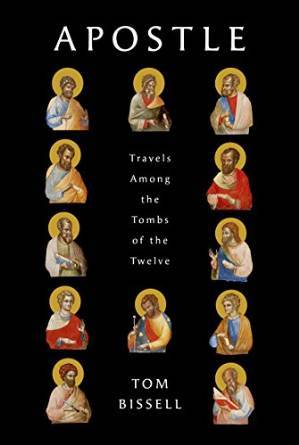 APOSTLE
Travels
Among
the
Tombs
of the
Twelve
TOM
BISSELL